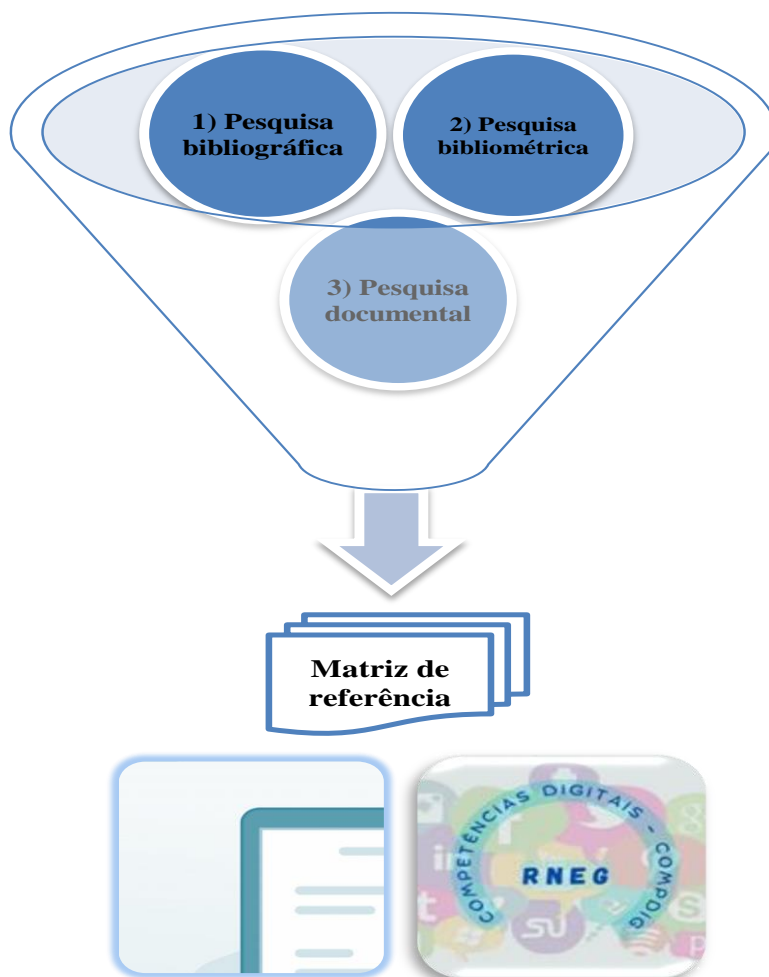 1) Pesquisa
bibliográfica
2) Pesquisa
bibliométrica
3) Pesquisa
documental
Matriz de
referência
COMPETÊNCIAS DIGITAIS - COMPDIG
RNEG